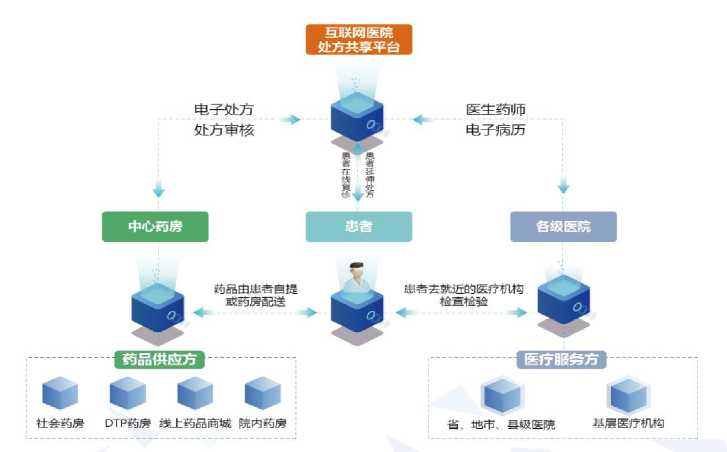 互联网医院
处方共享平台
电子处方
处方审核
医生药师
电子病历
患者在线复诊
患者延伸处方
中心药房
患者
各级医院
药品由患者自提
或药房配送
患者去就近的医疗机构
检查检验
药品供应方
医疗服务方
社会药房
DTP药房
线上药品商城
院内药房
省、地市、县级医院
基层医疗机构